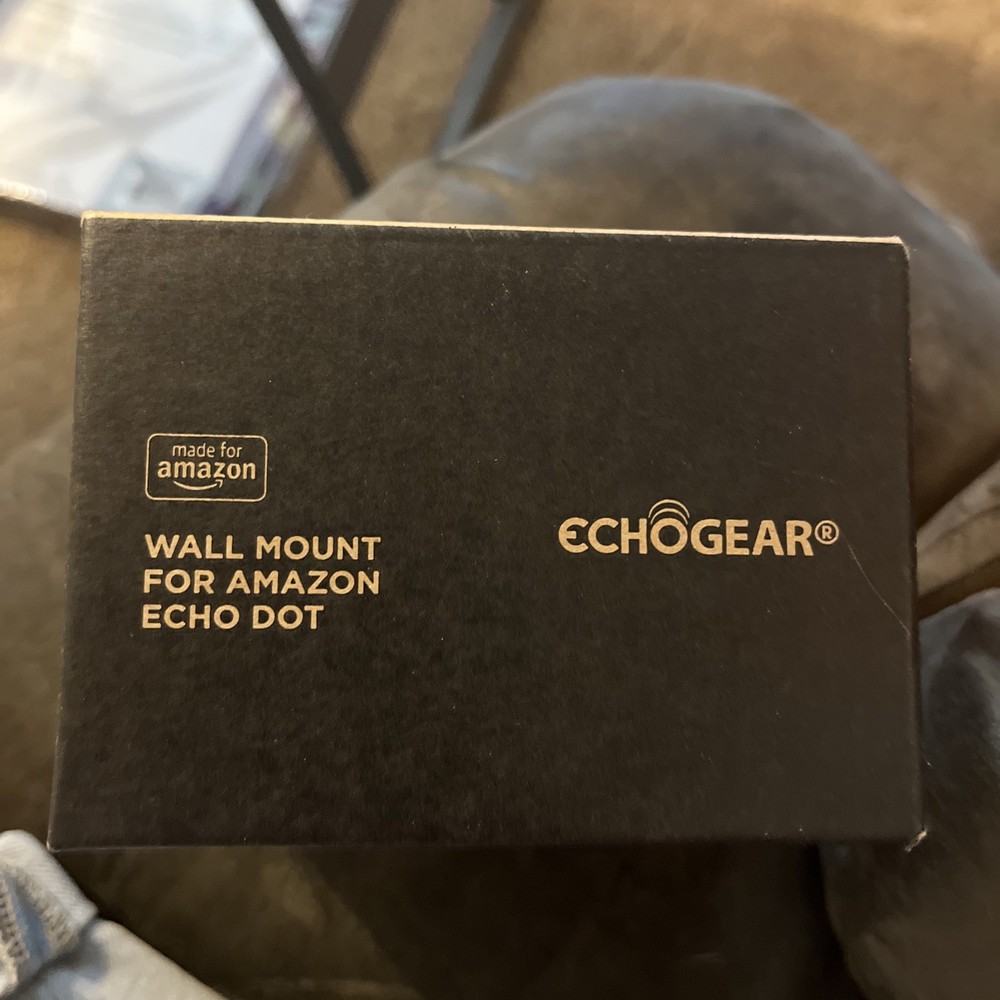 made for
amazon
WALL MOUNT
FOR AMAZON
ECHO DOT
ECHOGEAR®